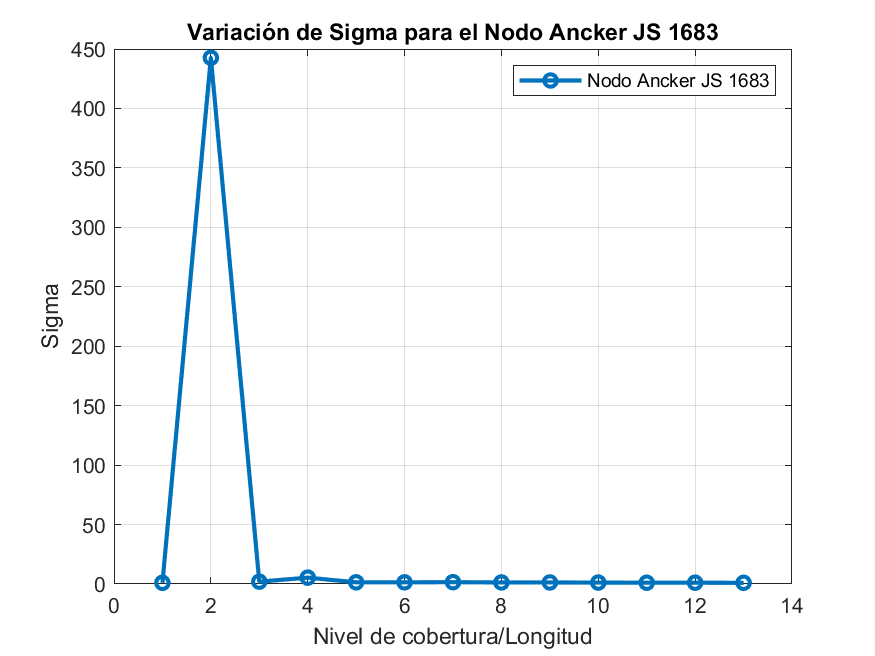 Variación de Sigma para el Nodo Ancker JS 1683
Nodo Ancker JS 1683
450
400
350
300
250
200
150
100
50
0
Sigma
0 2 4 6 8 10 12 14
Nivel de cobertura/Longitud